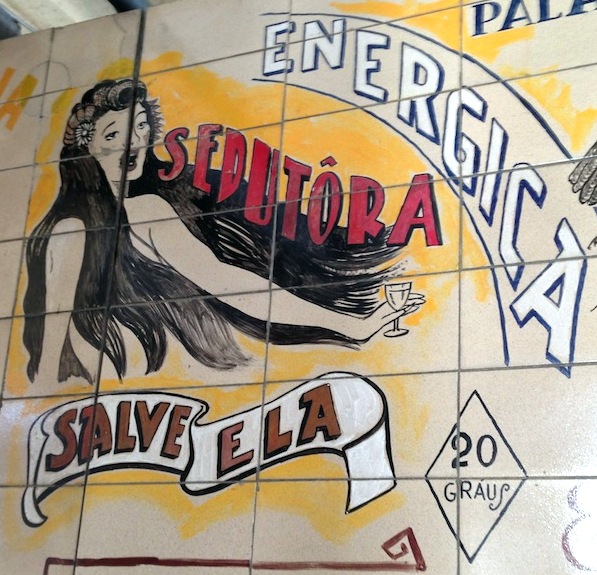 ENERGICA
SEDUTÔRA
SALVE ELA
20
GRAUS